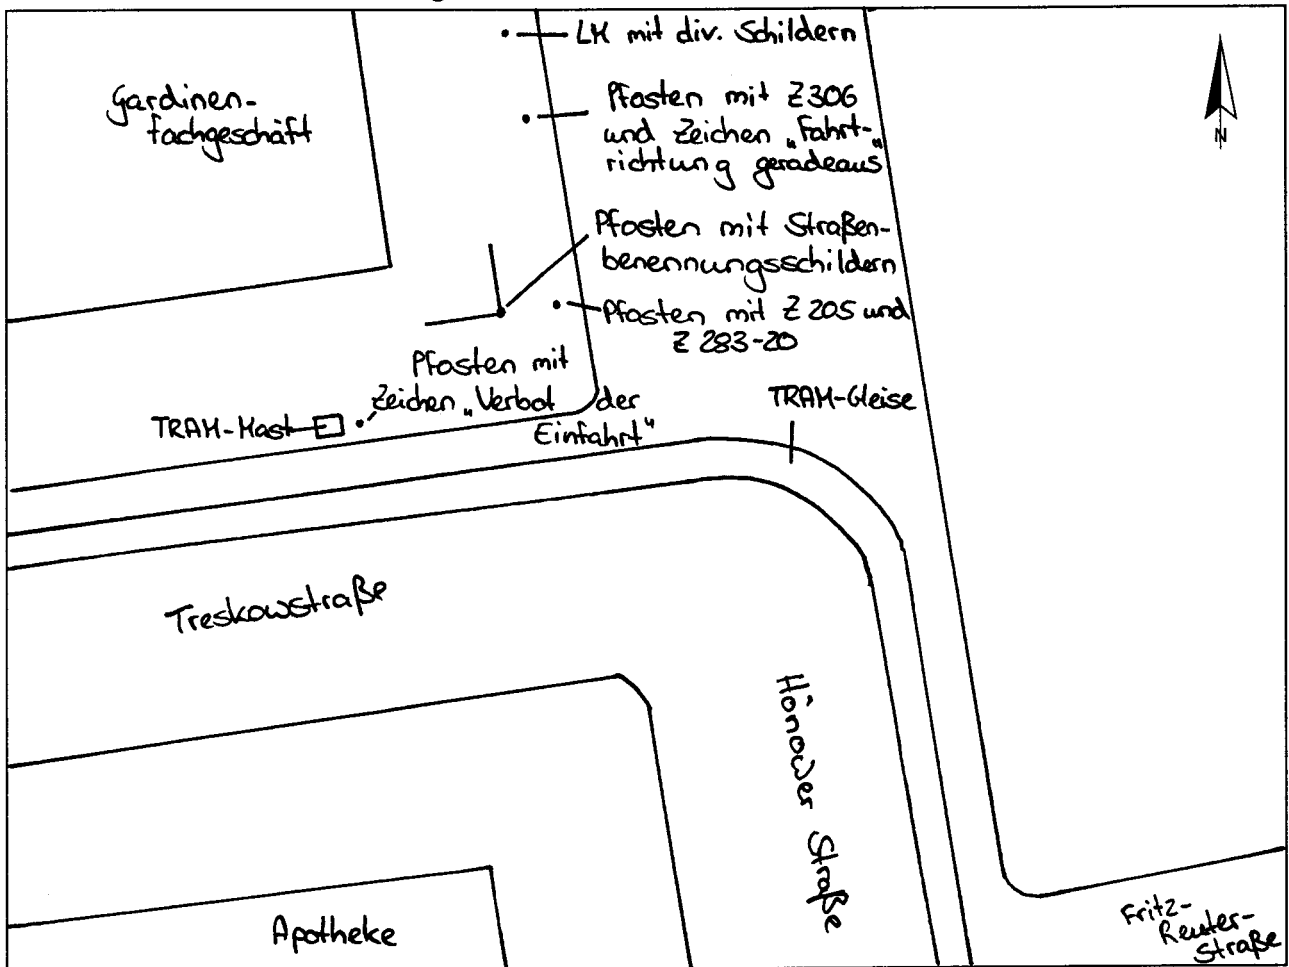 LM mit div. Schildern
Gardinen-
fachgeschäft
Pfosten mit Z306
und Zeichen „Fahrt-
richtung geradeaus"
N
Pfosten mit Straßen-
benennungsschildern
Pfosten mit Z 205 und
Z 283-20
Pfosten mit
Zeichen „Verbot der
Einfahrt"
TRAM-Mast
TRAM-Gleise
Treskowstraße
Hönower Straße
Apotheke
Fritz-
Reuter-
Straße